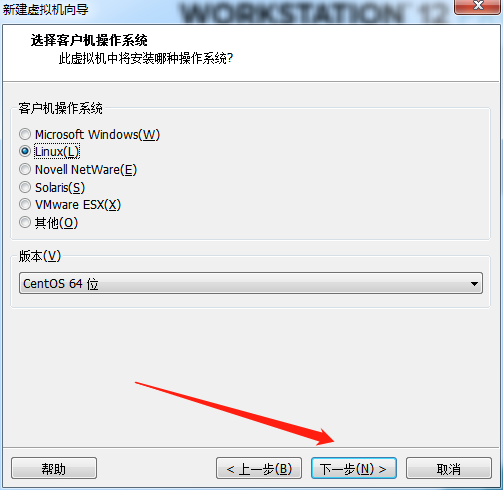 新建虚拟机向导
WORKSTATION 12
选择客户机操作系统
此虚拟机中将安装哪种操作系统?
客户机操作系统
Microsoft Windows(W)
Linux(L)
Novell NetWare(E)
Solaris(S)
VMware ESX(X)
其他(O)
版本(V)
CentOS 64 位
帮助
< 上一步(B)
下一步(N) >
取消